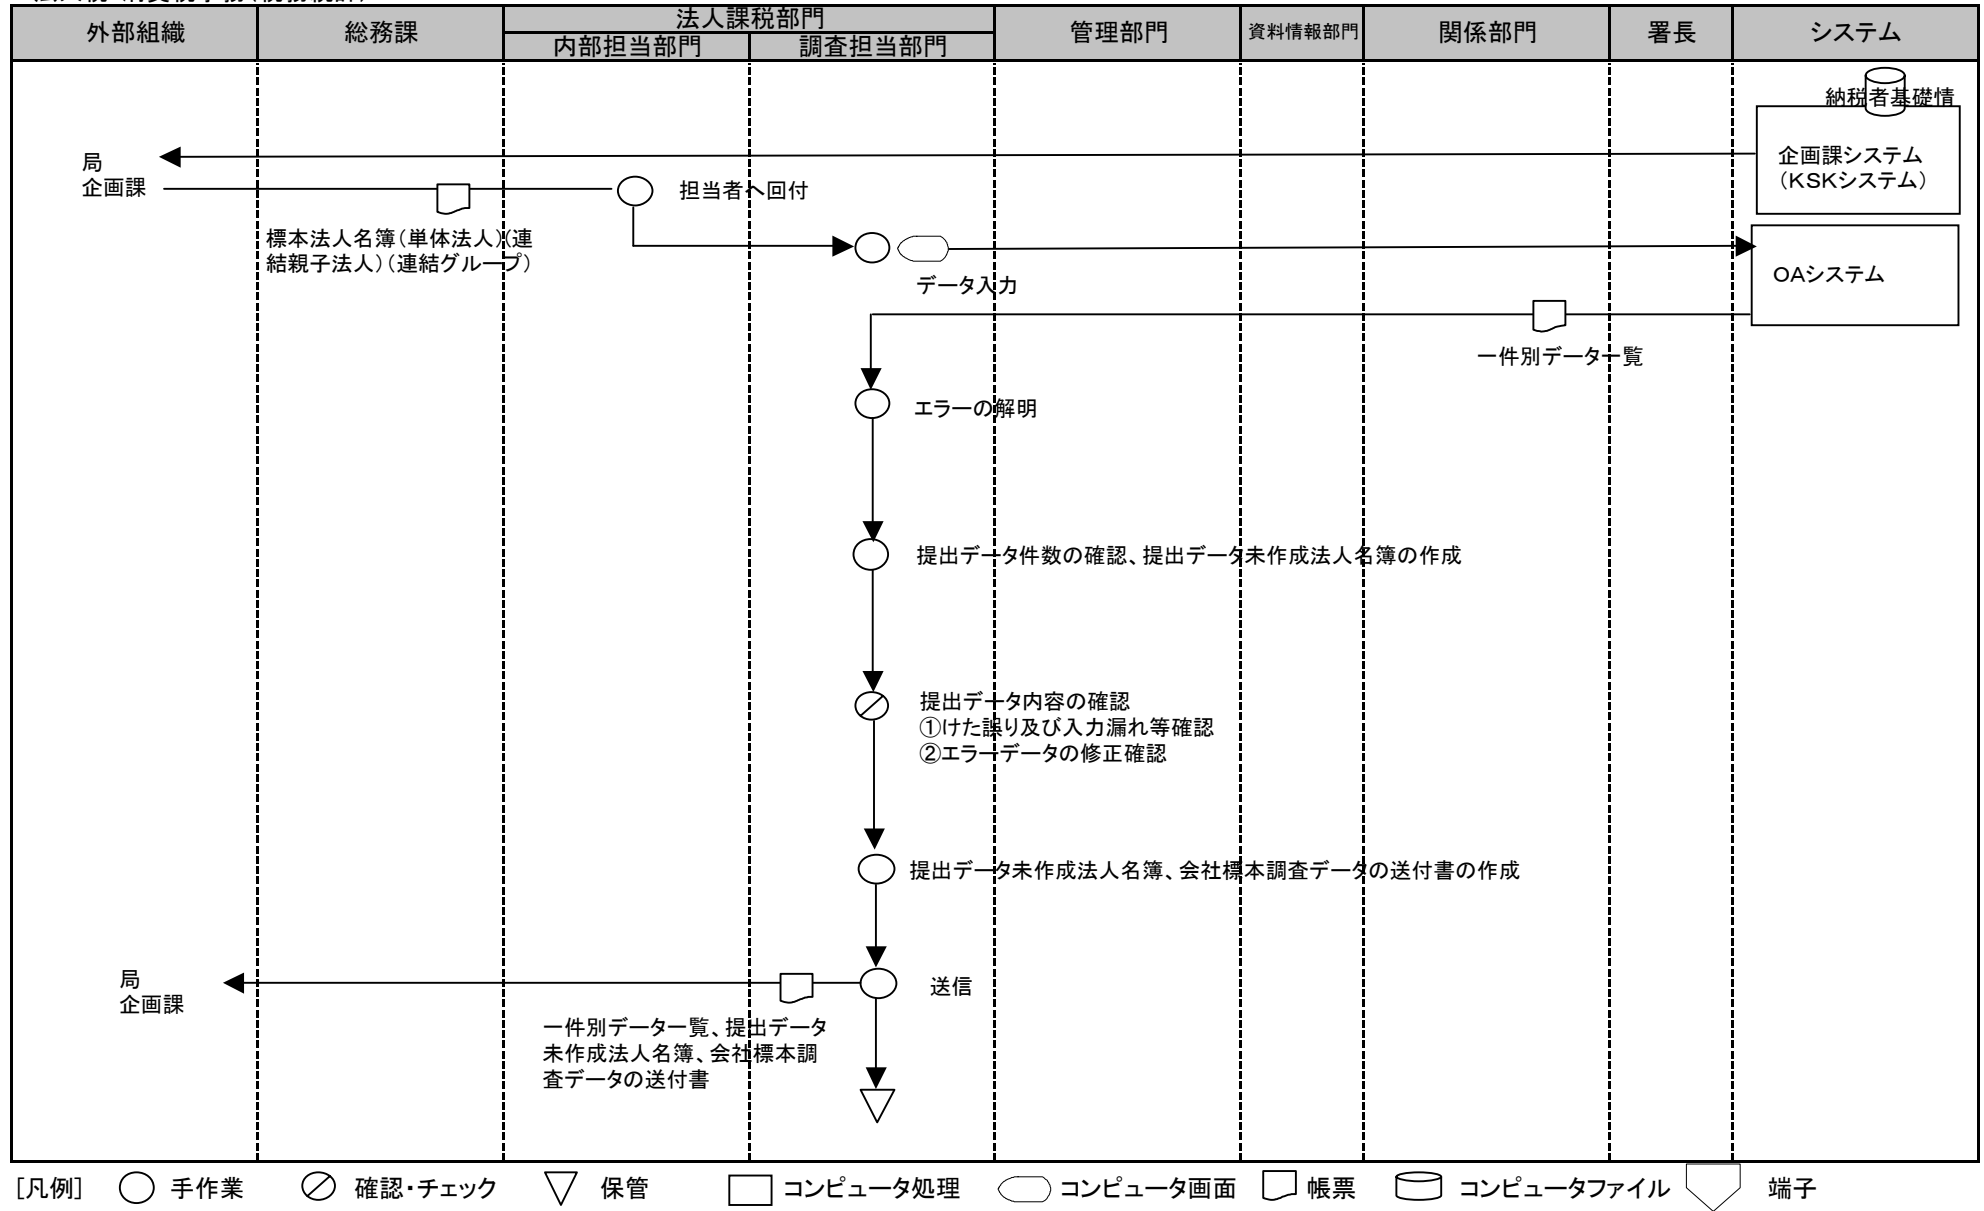 外部組織
総務課
法人課税部門
内部担当部門
調査担当部門
管理部門
資料情報部門
関係部門
署長
システム
納税者基礎情
局
企画課
企画課システム
(KSKシステム)
担当者へ回付
標本法人名簿(単体法人)(連
結親子法人)(連結グループ)
データ入力
OAシステム
一件別データ一覧
エラーの解明
提出データ件数の確認、提出データ未作成法人名簿の作成
提出データ内容の確認
①けた誤り及び入力漏れ等確認
②エラーデータの修正確認
提出データ未作成法人名簿、会社標本調査データの送付書の作成
局
企画課
送信
一件別データ一覧、提出データ
未作成法人名簿、会社標本調
査データの送付書
[凡例]
手作業
確認・チェック
保管
コンピュータ処理
コンピュータ画面
帳票
コンピュータファイル
端子